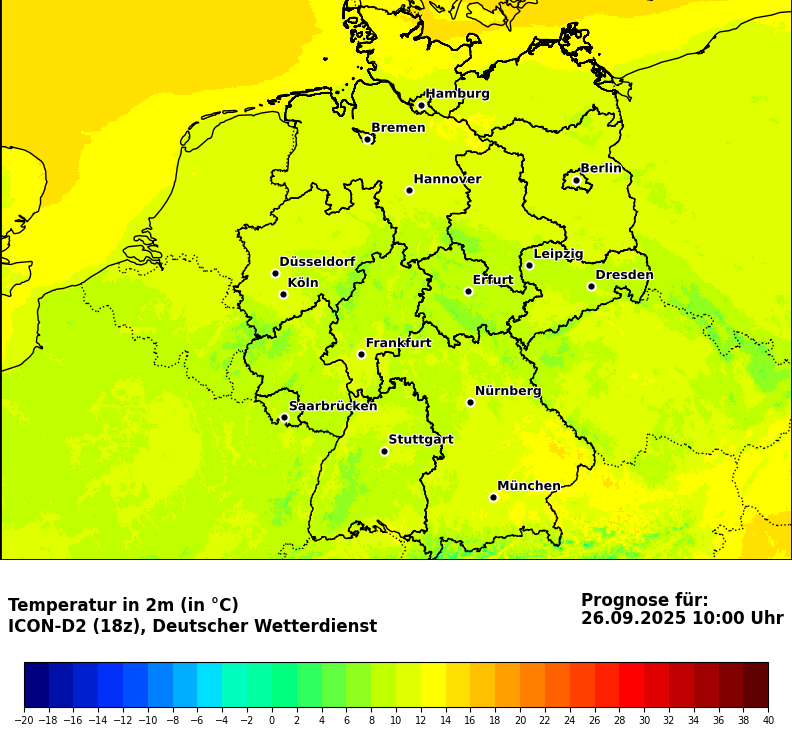 Hamburg
Bremen
Hannover
Berlin
Düsseldorf
Köln
Leipzig
Erfurt
Dresden
Frankfurt
Nürnberg
Saarbrücken
Stuttgart
München
Temperatur in 2m (in °C)
ICON-D2 (18z), Deutscher Wetterdienst
Prognose für:
26.09.2025 10:00 Uhr
−20 −18 −16 −14 −12 −10 −8 −6 −4 −2 0 2 4 6 8 10 12 14 16 18 20 22 24 26 28 30 32 34 36 38 40